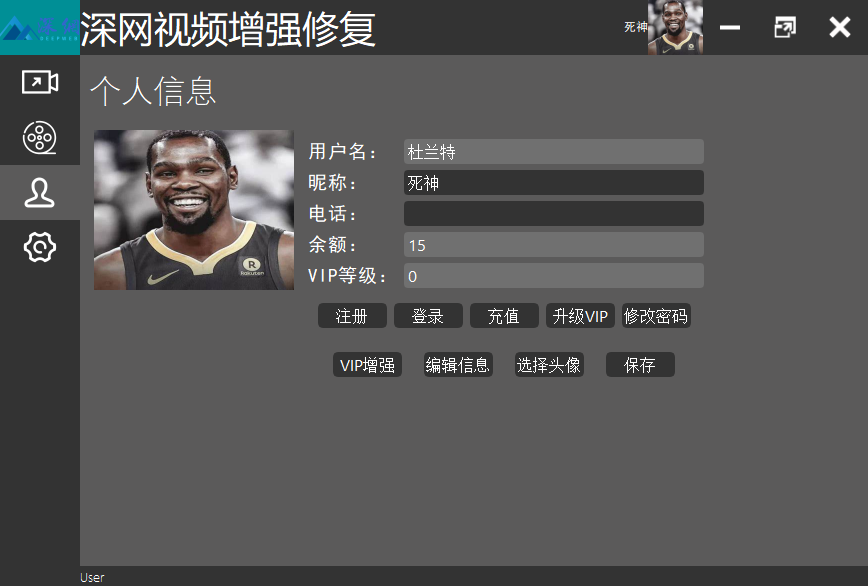 深网视频增强修复
死神
个人信息
用户名：
杜兰特
昵称：
死神
电话：
余额：
15
VIP等级：
0
注册 登录 充值 升级VIP 修改密码
VIP增强 编辑信息 选择头像 保存
Rakuten
User